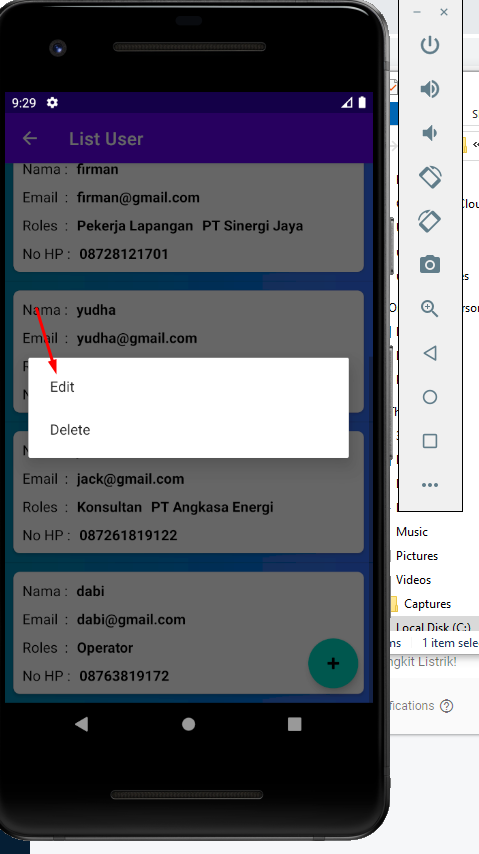 9:29
List User
Nama : firman
Email : firman@gmail.com
Roles : Pekerja Lapangan PT Sinergi Jaya
No HP : 08728121701
Nama : yudha
Email : yudha@gmail.com
Edit
Delete
Email : jack@gmail.com
Roles : Konsultan PT Angkasa Energi
No HP : 087261819122
Nama : dabi
Email : dabi@gmail.com
Roles : Operator
No HP : 08763819172
+
Music
Pictures
Videos
Captures
Local Disk (C:)
1 item sele
ngkit Listrik!
ifications